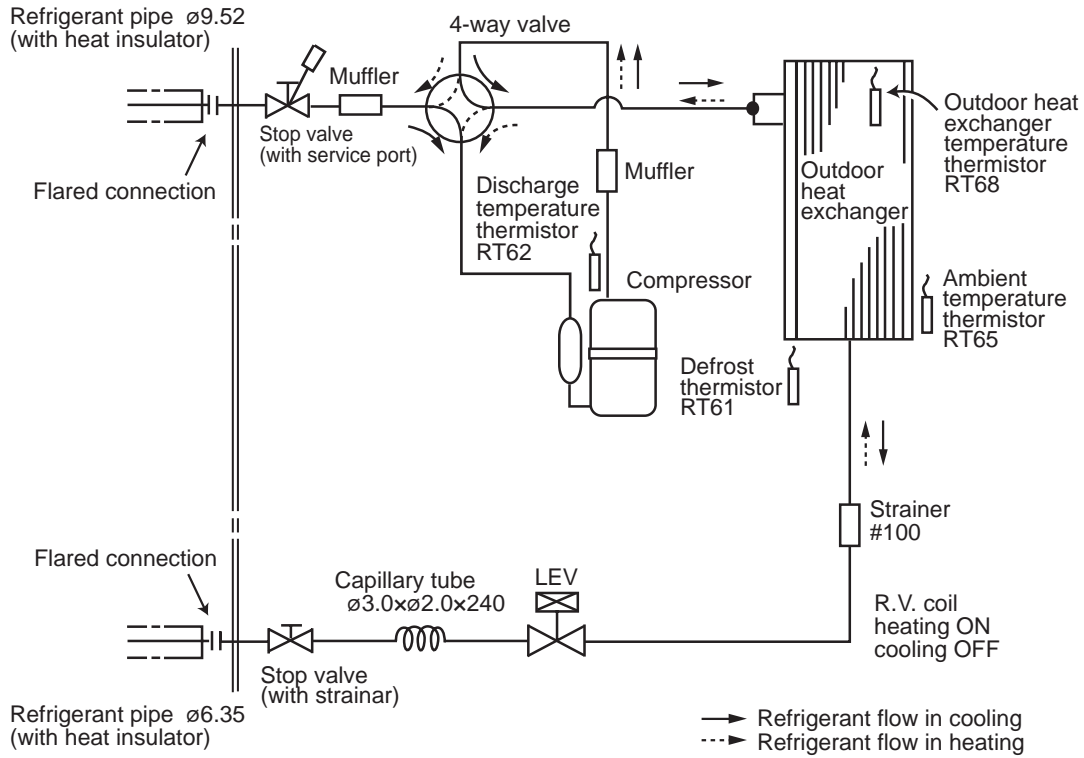 Refrigerant pipe ø9.52
(with heat insulator)
4-way valve
Muffler
Stop valve
(with service port)
Flared connection
Discharge
temperature
thermistor
RT62
Muffler
Compressor
Outdoor
heat
exchanger
Outdoor heat
exchanger
temperature
thermistor
RT68
Ambient
temperature
thermistor
RT65
Defrost
thermistor
RT61
Strainer
#100
Flared connection
Capillary tube
ø3.0×ø2.0×240
LEV
R.V. coil
heating ON
cooling OFF
Stop valve
(with strainar)
Refrigerant pipe ø6.35
(with heat insulator)
Refrigerant flow in cooling
Refrigerant flow in heating